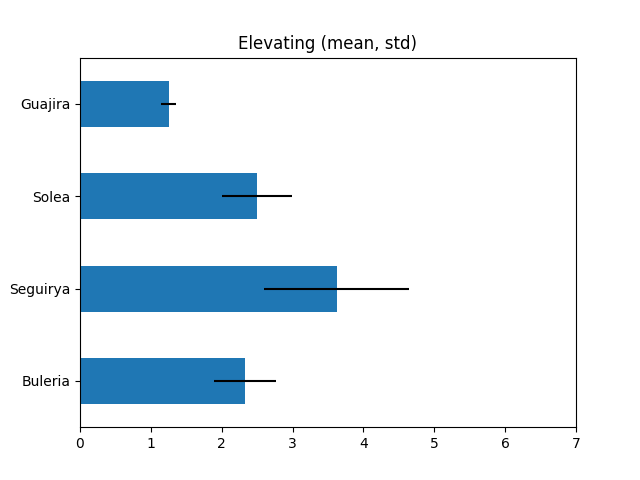 Elevating (mean, std)
Guajira
Solea
Seguirya
Buleria
0 1 2 3 4 5 6 7